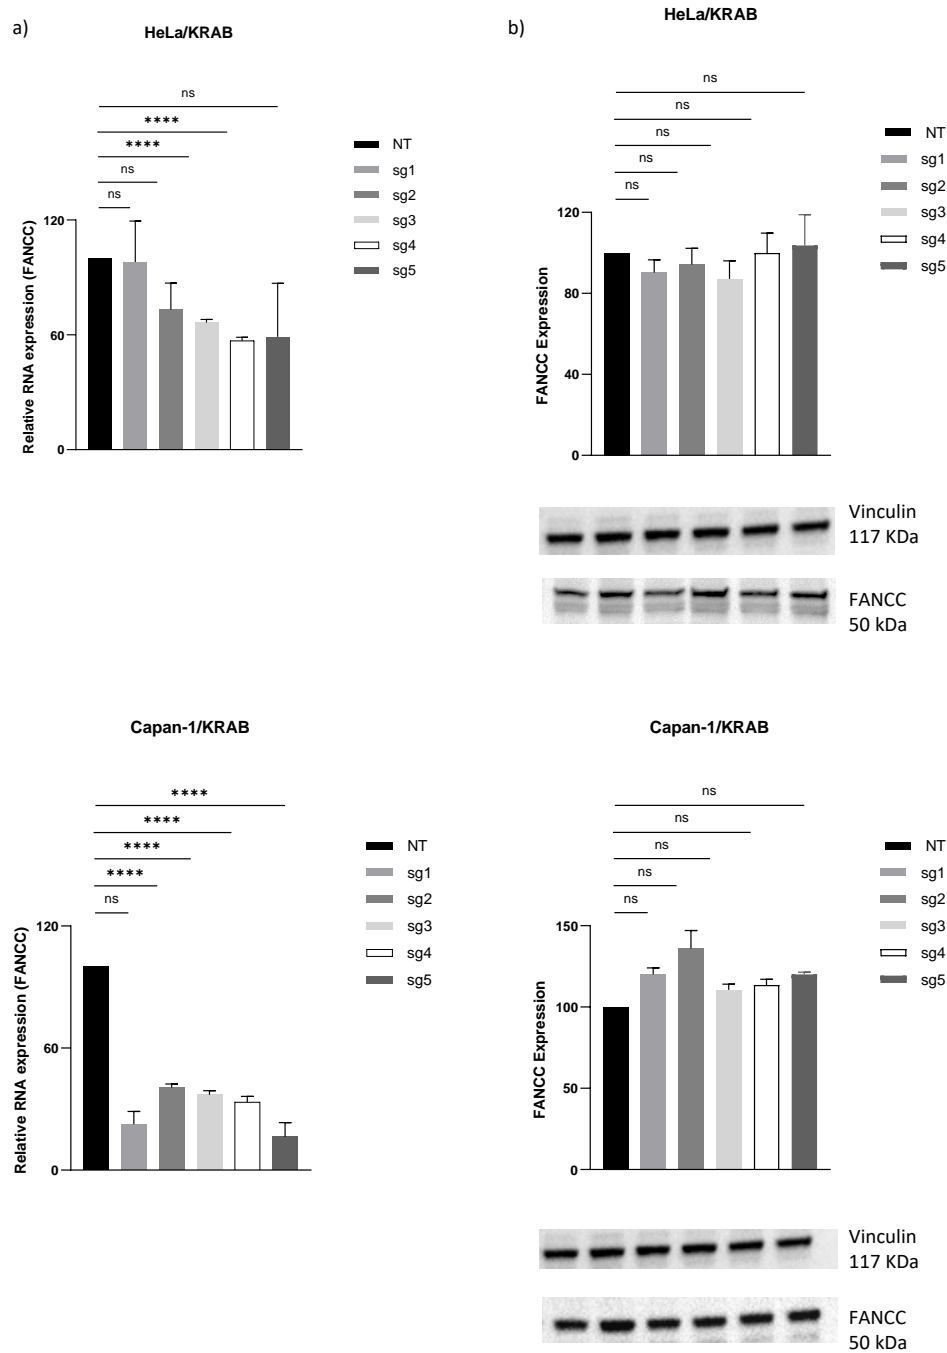 a)
HeLa/KRAB
ns
****
****
ns
ns
NT
sg1
sg2
sg3
sg4
sg5
Relative RNA expression (FANCC)
120
60
0
b)
HeLa/KRAB
ns
ns
ns
ns
ns
NT
sg1
sg2
sg3
sg4
sg5
FANCC Expression
120
80
40
0
Vinculin
117 KDa
FANCC
50 kDa
Capan-1/KRAB
****
****
****
****
ns
NT
sg1
sg2
sg3
sg4
sg5
Relative RNA expression (FANCC)
120
60
0
Capan-1/KRAB
ns
ns
ns
ns
ns
NT
sg1
sg2
sg3
sg4
sg5
FANCC Expression
150
100
50
0
Vinculin
117 KDa
FANCC
50 kDa